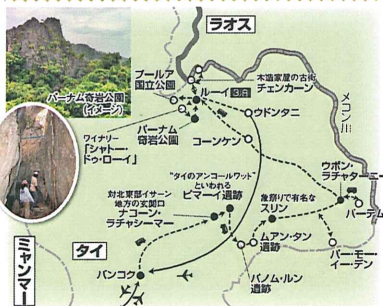 ラオス
バーナム奇岩公園
(イメージ)
プールア
国立公園
木造家屋の古街
チェンカーン
ルーイ 3泊
ウドンタニ
メコン川
ワイナリー
「シャトー・
ドゥ・ローイ」
バーナム
奇岩公園
コーンケン
"タイのアンコールワット"
といわれる
ピマーイ遺跡
対北東部イサーン
地方の玄関口
ナコーン・
ラチャシーマー
象祭りで有名な
スリン
ウボン・
ラチャターニー
パーテム
ミャンマー
タイ
バンコク
ムアン・タン
遺跡
パノム・ルン
遺跡
パー・モー・
イー・デン